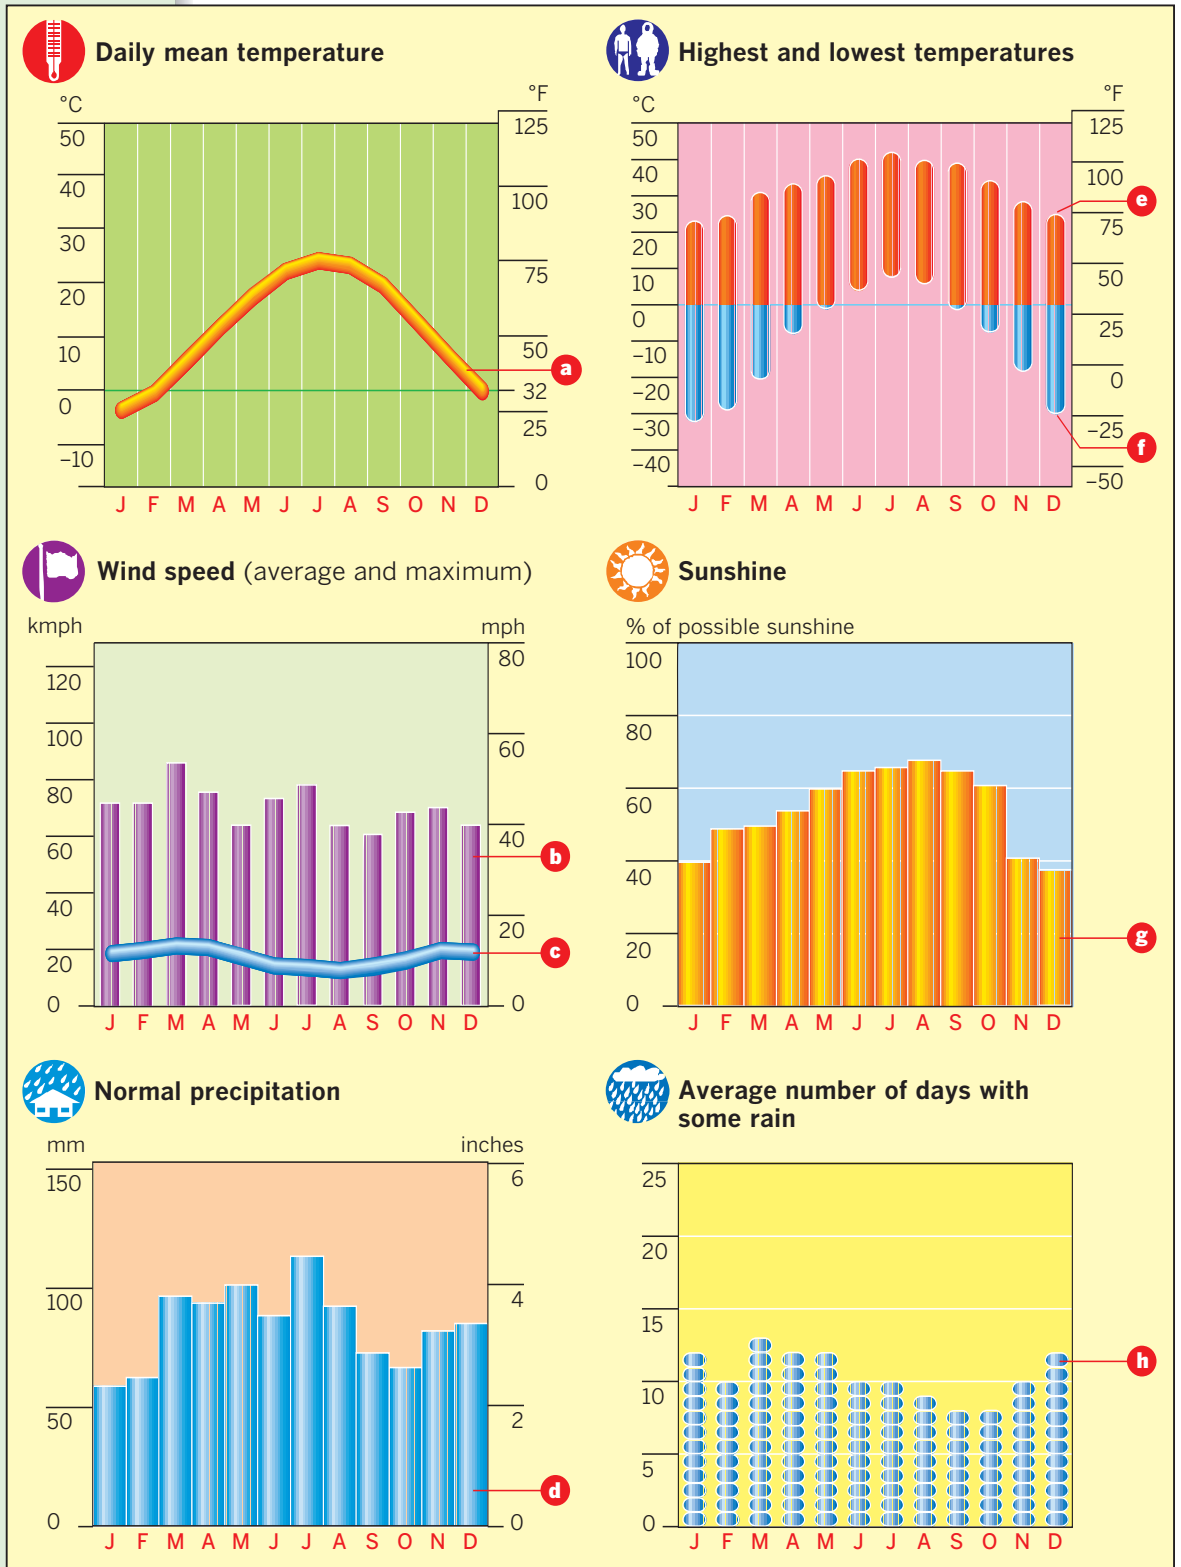 Daily mean temperature
°C
°F
50
40
30
20
10
0
−10
125
100
75
50
32
25
0
J F M A M J J A S O N D
a
Highest and lowest temperatures
°C
°F
50
40
30
20
10
0
−10
−20
−30
−40
125
100
75
50
25
0
−25
−50
J F M A M J J A S O N D
e
f
Wind speed (average and maximum)
kmph
mph
120
100
80
60
40
20
0
80
60
40
20
0
J F M A M J J A S O N D
b
c
Sunshine
% of possible sunshine
100
80
60
40
20
0
J F M A M J J A S O N D
g
Normal precipitation
mm
inches
150
100
50
0
6
4
2
0
J F M A M J J A S O N D
d
Average number of days with
some rain
25
20
15
10
5
0
J F M A M J J A S O N D
h